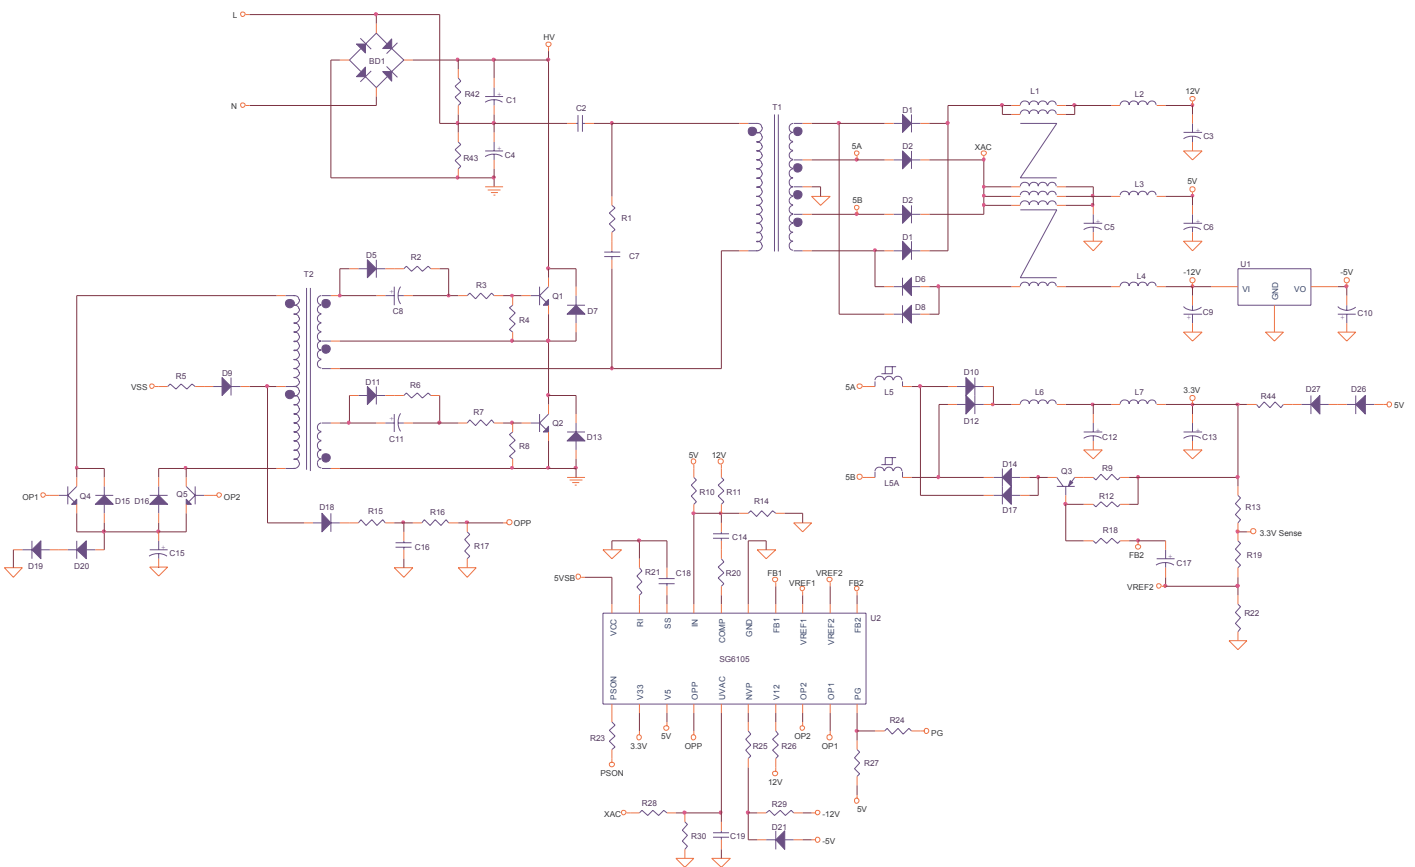 L
HV
BD1
N
R42
C1
R43
C4
C2
R1
C7
T1
D1
5A
D2
5B
D2
D1
D6
D8
XAC
L1
L2
12V
C3
L3
5V
C5
C6
L4
-12V
C9
U1
VI
GND
VO
-5V
C10
T2
D5
R2
C8
R3
R4
Q1
D7
VSS
R5
D9
D11
R6
C11
R7
R8
Q2
D13
OP1
Q4
D15
D16
Q5
OP2
D19
D20
C15
D18
R15
R16
OPP
C16
R17
5A
L5
D10
D12
L6
L7
3.3V
C12
C13
R44
D27
D26
5V
5B
L5A
D14
D17
Q3
R9
R12
R18
FB2
C17
VREF2
R13
3.3V Sense
R19
R22
5V
12V
R10
R11
R14
C14
R20
R21
C18
5VSB
FB1
VREF1
VREF2
FB2
U2
VCC
RI
SS
IN
COMP
GND
FB1
VREF1
VREF2
FB2
SG6105
PSON
V33
V5
OPP
UVAC
NVP
V12
OP2
OP1
PG
R23
PSON
3.3V
5V
OPP
R25
R26
12V
OP2
OP1
R24
PG
R27
5V
XAC
R28
R30
C19
R29
-12V
D21
-5V